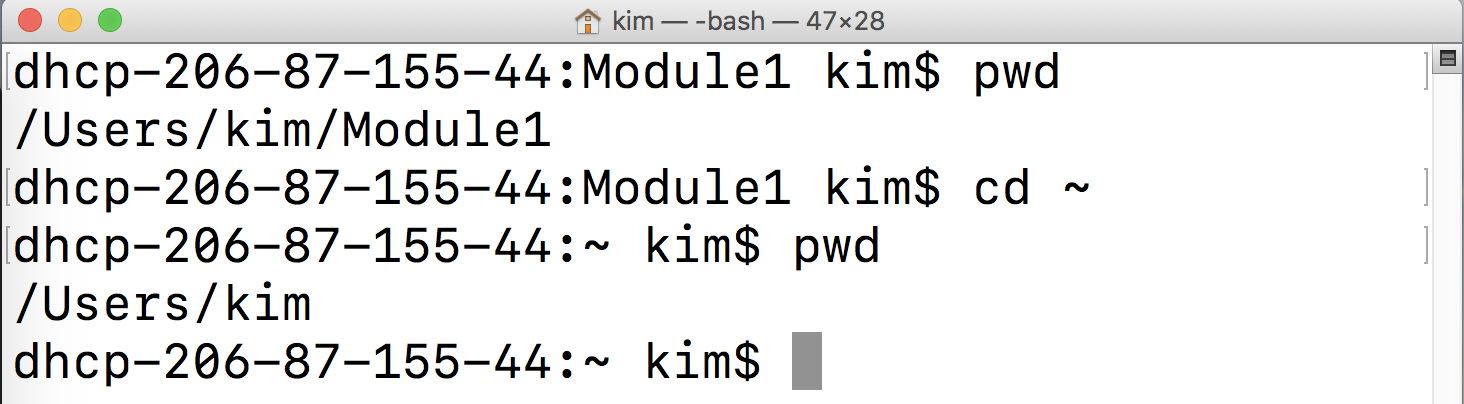 kim — -bash — 47×28
dhcp-206-87-155-44:Module1 kim$ pwd
/Users/kim/Module1
dhcp-206-87-155-44:Module1 kim$ cd ~
dhcp-206-87-155-44:~ kim$ pwd
/Users/kim
dhcp-206-87-155-44:~ kim$